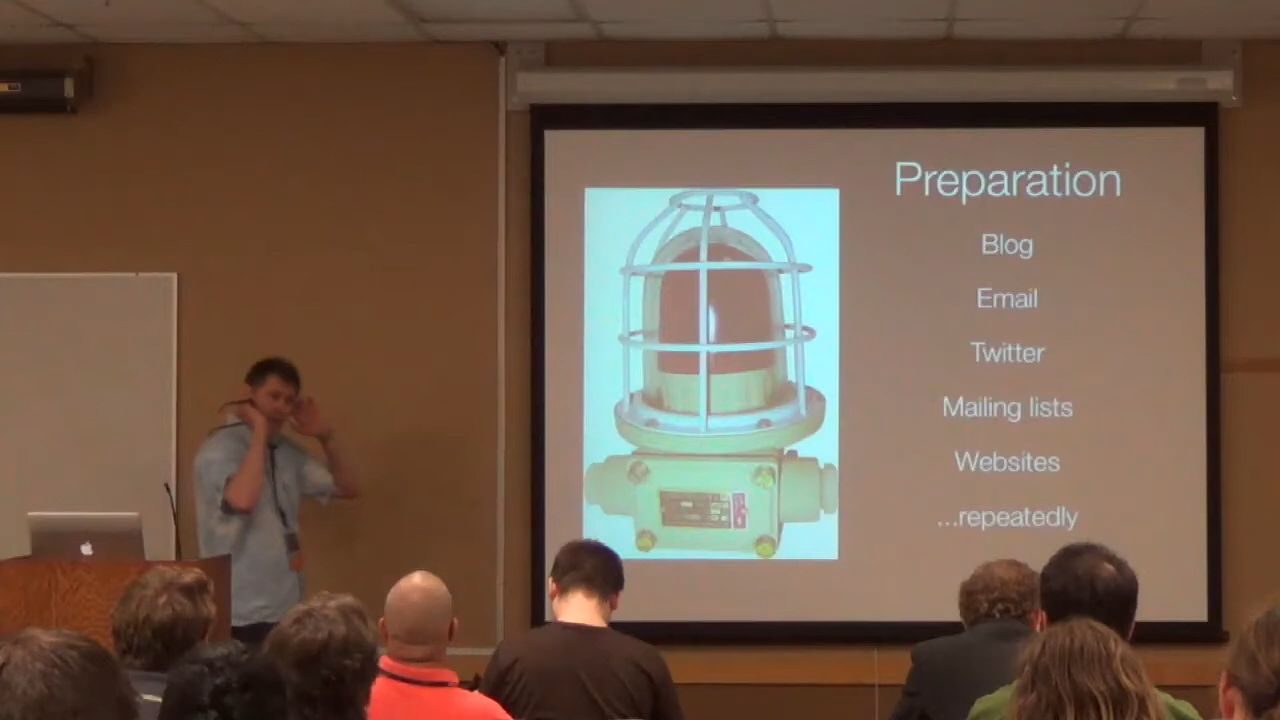 Preparation
Blog
Email
Twitter
Mailing lists
Websites
...repeatedly